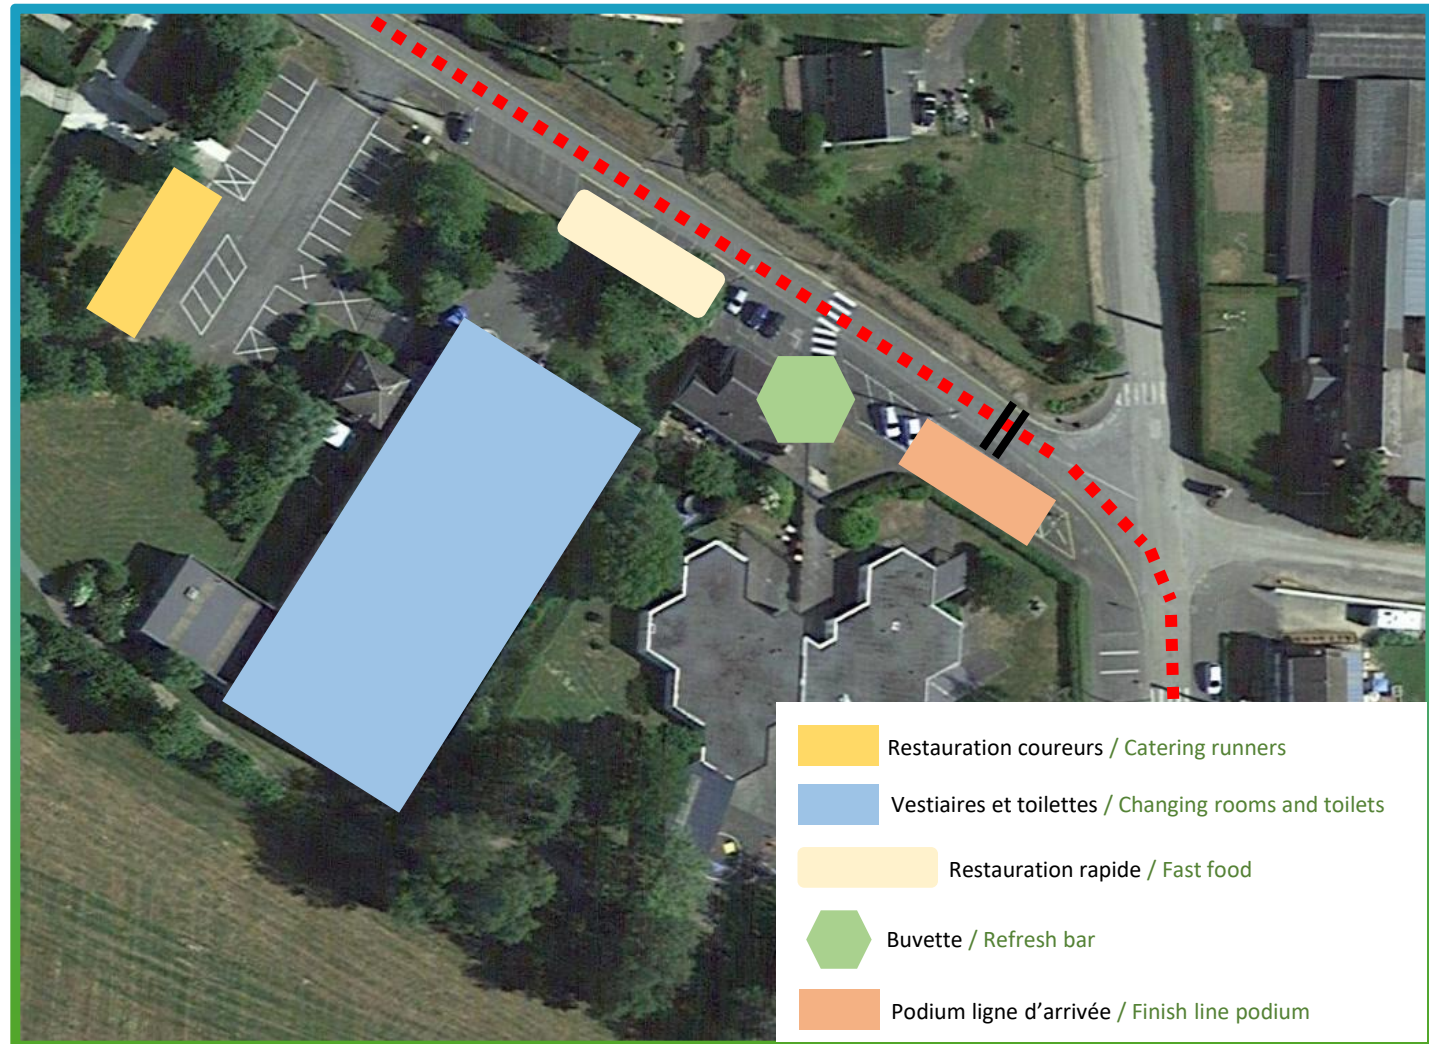 Restauration coureurs / Catering runners
Vestiaires et toilettes / Changing rooms and toilets
Restauration rapide / Fast food
Buvette / Refresh bar
Podium ligne d’arrivée / Finish line podium